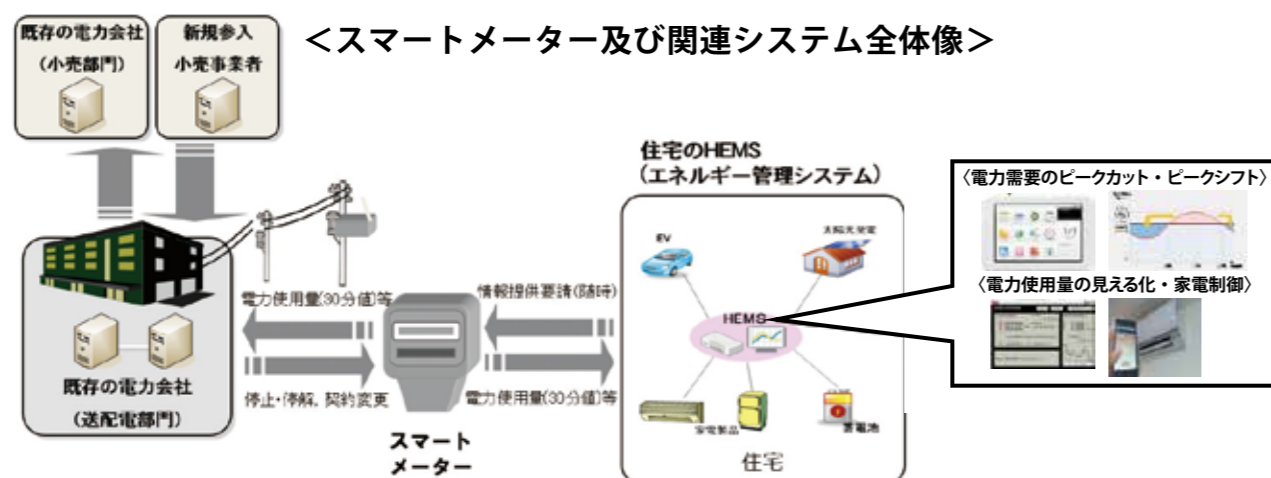 ＜スマートメーター及び関連システム全体像＞
既存の電力会社
（小売部門）
新規参入
小売事業者
既存の電力会社
（送配電部門）
電力使用量(30分値)等
停止・停解、契約変更
スマート
メーター
情報提供要請(随時)
電力使用量(30分値)等
住宅のHEMS
（エネルギー管理システム）
EV
太陽光発電
HEMS
家電製品
蓄電池
住宅
〈電力需要のピークカット・ピークシフト〉
〈電力使用量の見える化・家電制御〉